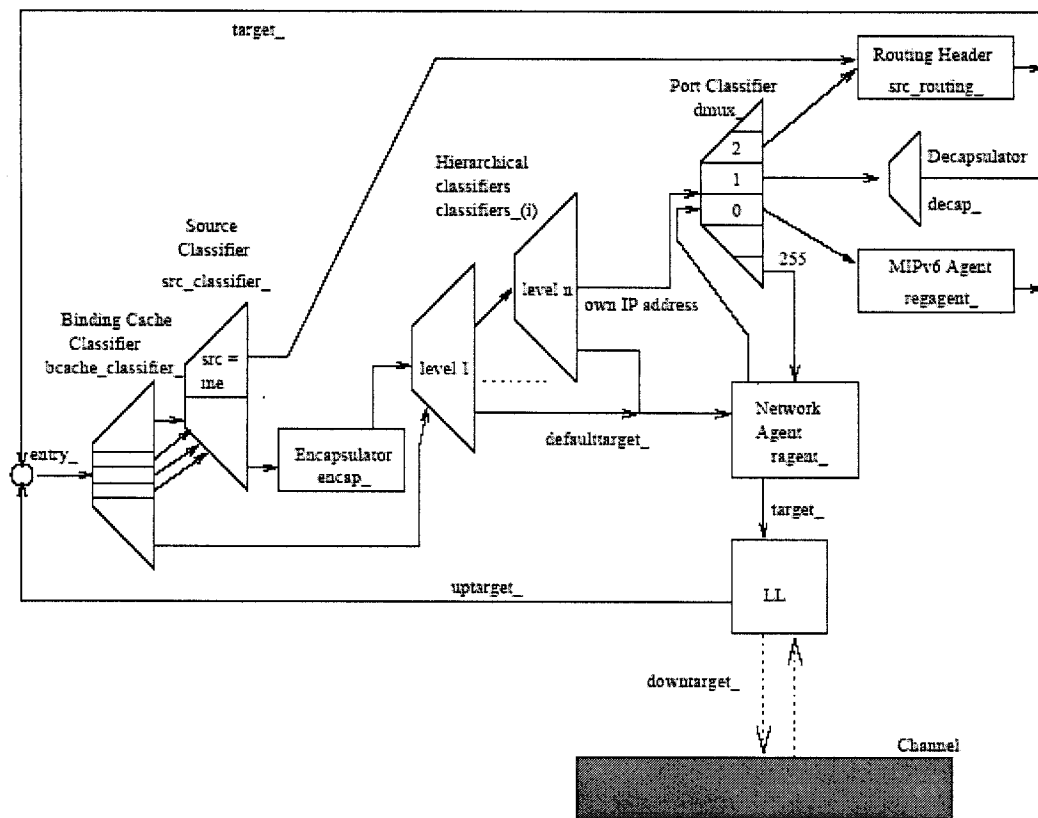 target_
Routing Header
src_routing_
Port Classifier
dmux_
2
1
0
Decapsulator
decap_
Hierarchical
classifiers
classifiers_(i)
255
MIPv6 Agent
regagent_
Source
Classifier
src_classifier_
level n
own IP address
Binding Cache
Classifier
bcache_classifier_
src =
me
level 1
.........
Network
Agent
ragent_
defaulttarget_
Encapsulator
encap_
entry_
target_
uptarget_
LL
downtarget_
Channel